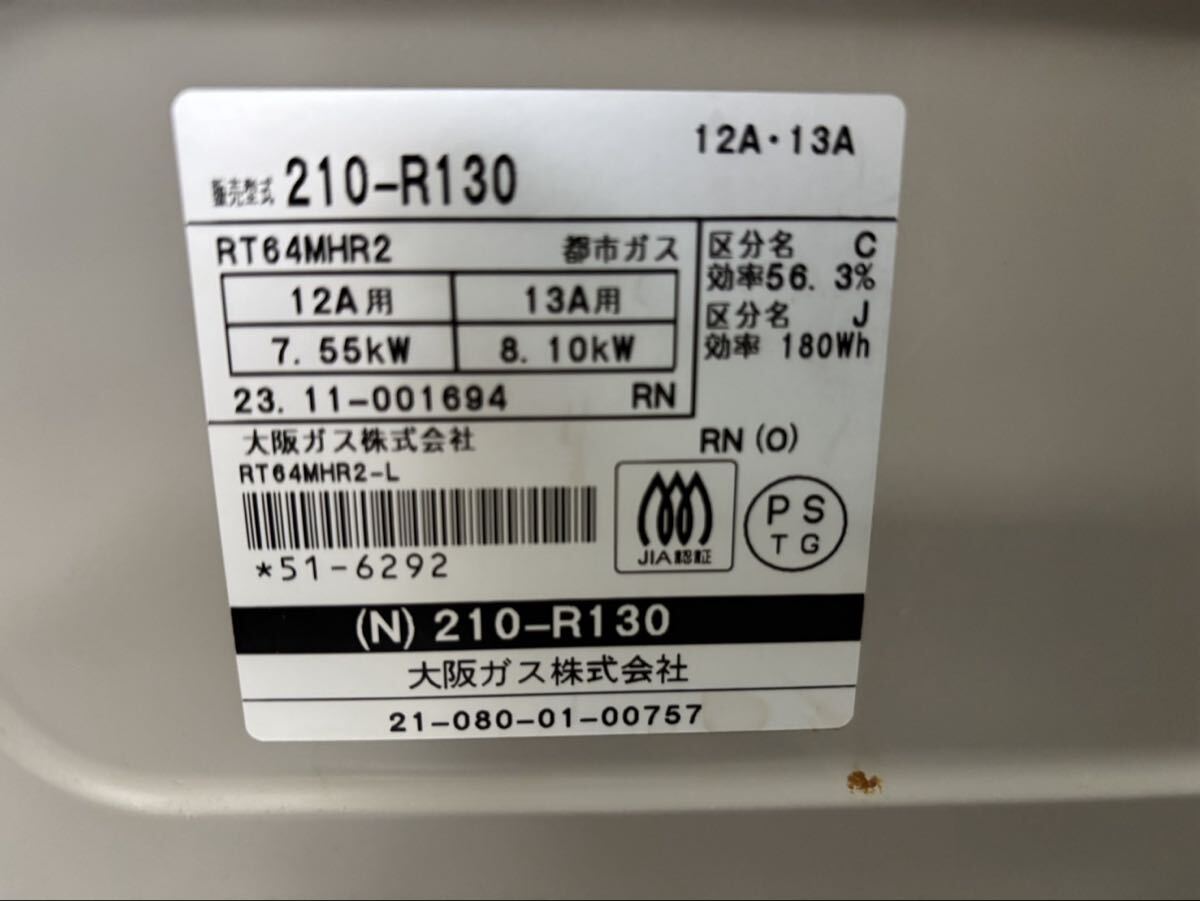 12A・13A
販売形式 210-R130
RT64MHR2 都市ガス
12A用 13A用
7.55kW 8.10kW
23.11-001694 RN
区分名 C
効率56.3%
区分名 J
効率 180Wh
大阪ガス株式会社 RN(O)
RT64MHR2-L
*51-6292
JIA認証
PS
TG
(N) 210-R130
大阪ガス株式会社
21-080-01-00757